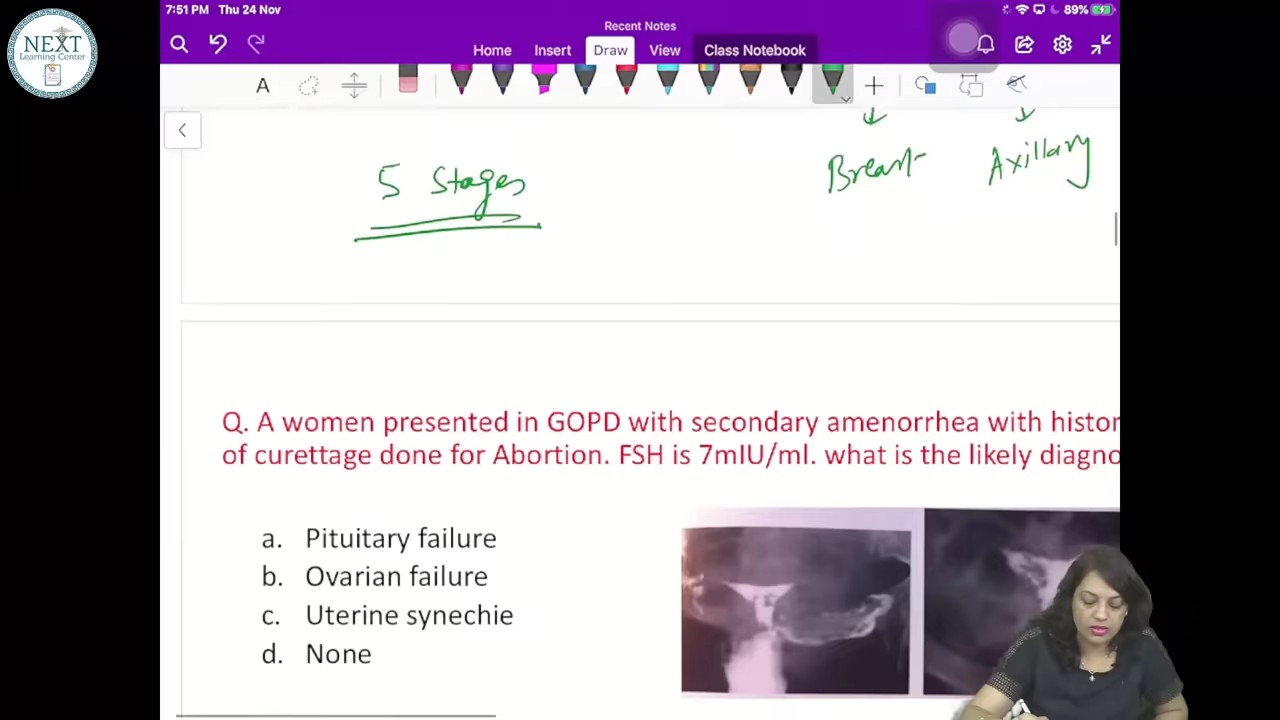 7:51 PM Thu 24 Nov
89%
Recent Notes
Home Insert Draw View Class Notebook
NEXT
Learning Center
A
Breast
Axillary
5 Stages
Q. A women presented in GOPD with secondary amenorrhea with histor
of curettage done for Abortion. FSH is 7mIU/ml. what is the likely diagno
a. Pituitary failure
b. Ovarian failure
c. Uterine synechie
d. None